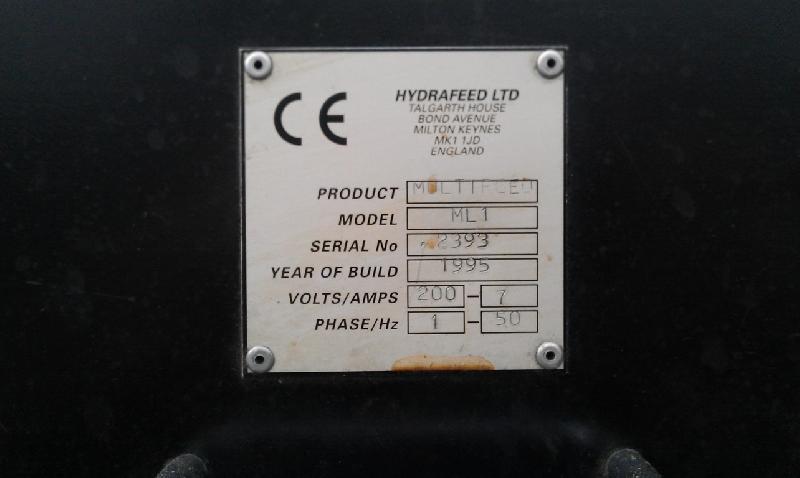 CE
HYDRAFEED LTD
TALGARTH HOUSE
BOND AVENUE
MILTON KEYNES
MK1 1JD
ENGLAND
PRODUCT MULTIFEED
MODEL ML1
SERIAL No 2393
YEAR OF BUILD 1995
VOLTS/AMPS 200 - 7
PHASE/Hz 1 - 50